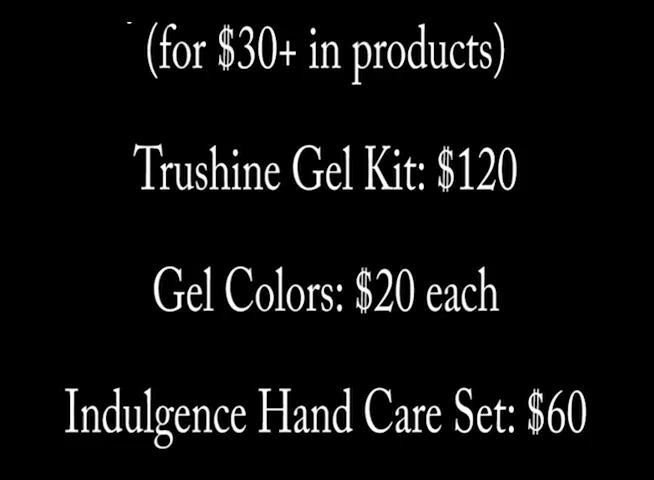 (for $30+ in products)
Trushine Gel Kit: $120
Gel Colors: $20 each
Indulgence Hand Care Set: $60